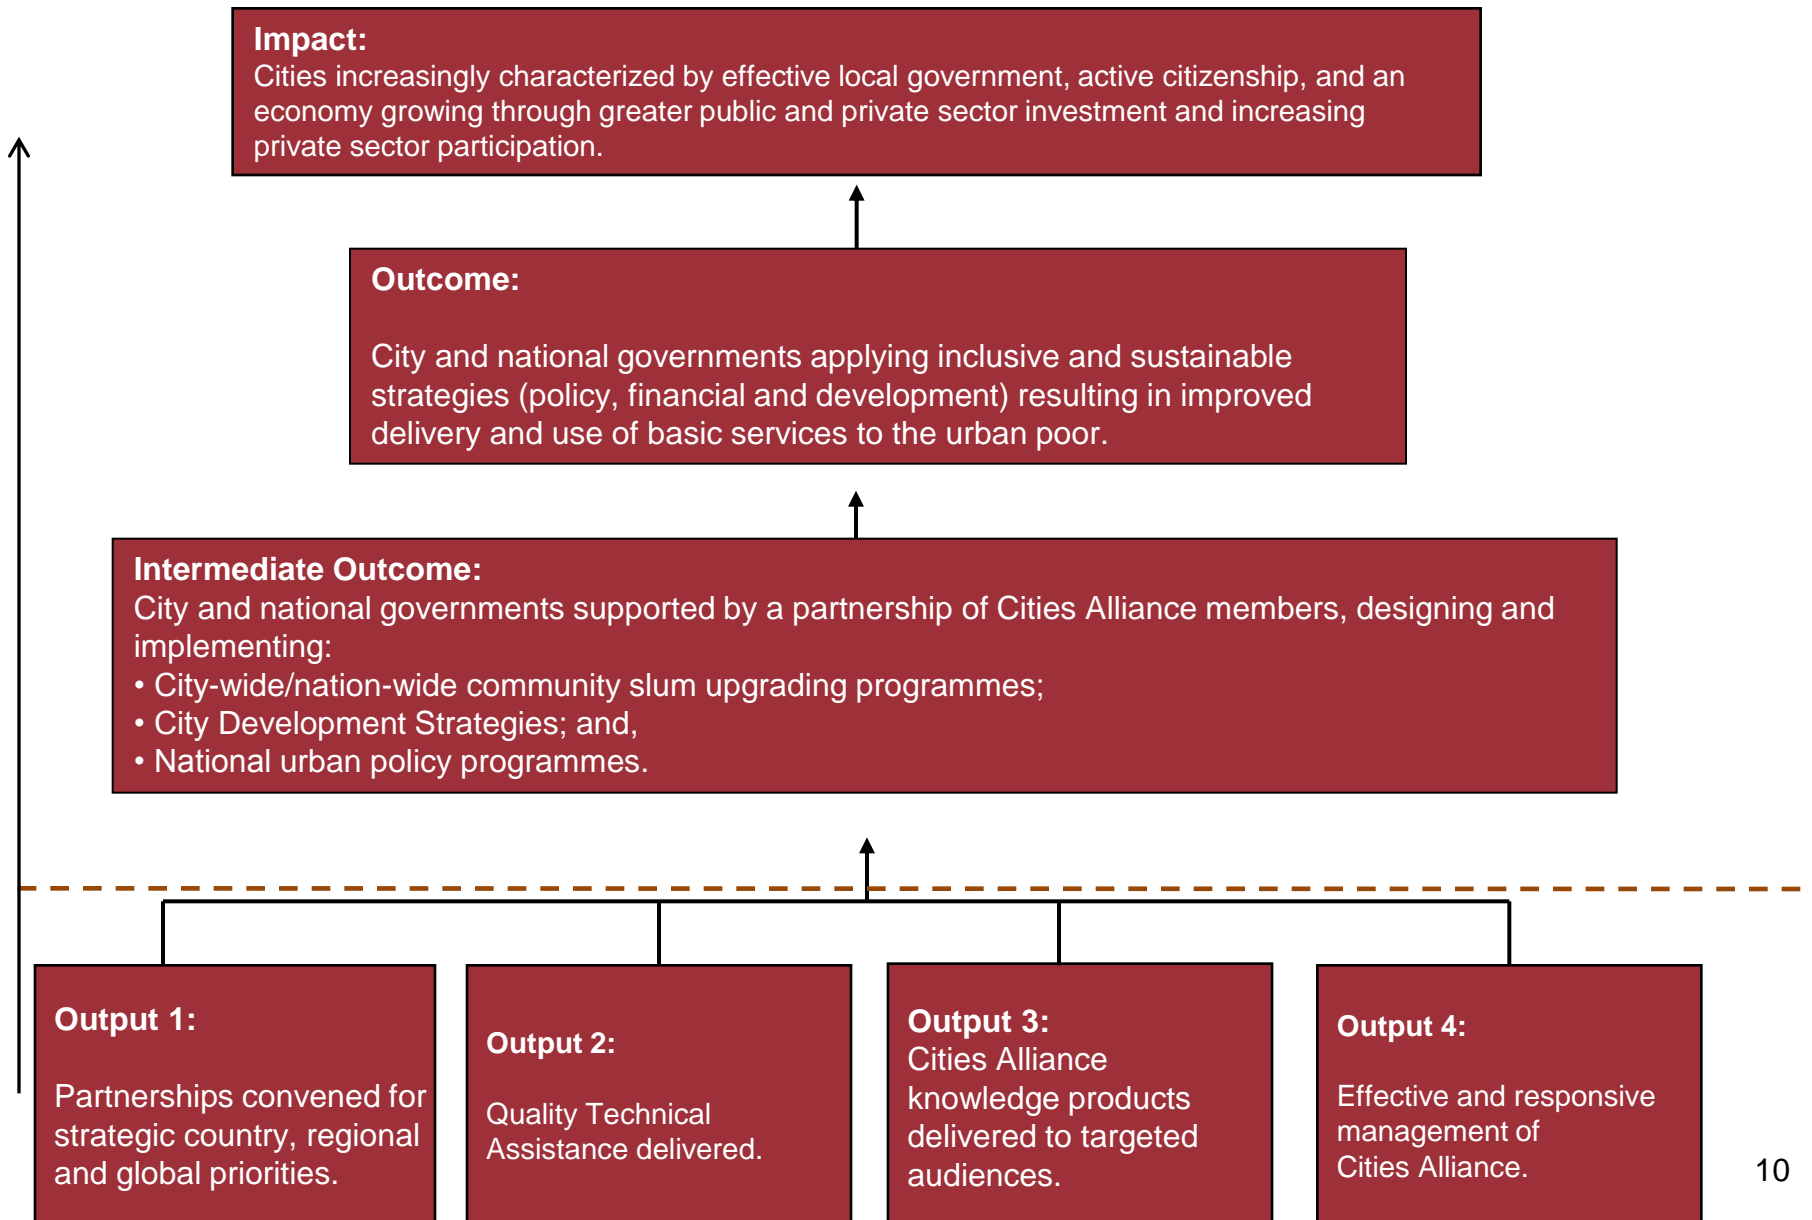 Impact:
Cities increasingly characterized by effective local government, active citizenship, and an
economy growing through greater public and private sector investment and increasing
private sector participation.
Outcome:
City and national governments applying inclusive and sustainable
strategies (policy, financial and development) resulting in improved
delivery and use of basic services to the urban poor.
Intermediate Outcome:
City and national governments supported by a partnership of Cities Alliance members, designing and
implementing:
• City-wide/nation-wide community slum upgrading programmes;
• City Development Strategies; and,
• National urban policy programmes.
Output 1:
Partnerships convened for
strategic country, regional
and global priorities.
Output 2:
Quality Technical
Assistance delivered.
Output 3:
Cities Alliance
knowledge products
delivered to targeted
audiences.
Output 4:
Effective and responsive
management of
Cities Alliance.
10